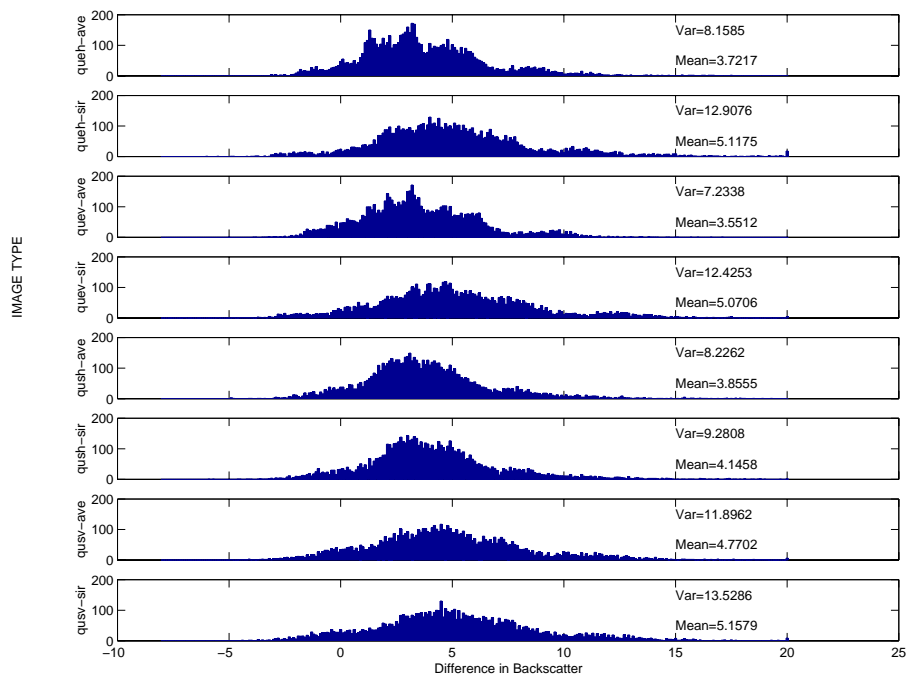 IMAGE TYPE
200
100
0
queh−ave
Var=8.1585
Mean=3.7217
200
100
0
queh−sir
Var=12.9076
Mean=5.1175
200
100
0
quev−ave
Var=7.2338
Mean=3.5512
200
100
0
quev−sir
Var=12.4253
Mean=5.0706
200
100
0
qush−ave
Var=8.2262
Mean=3.8555
200
100
0
qush−sir
Var=9.2808
Mean=4.1458
200
100
0
qusv−ave
Var=11.8962
Mean=4.7702
200
100
0
qusv−sir
Var=13.5286
Mean=5.1579
−10 −5 0 5 10 15 20 25
Difference in Backscatter